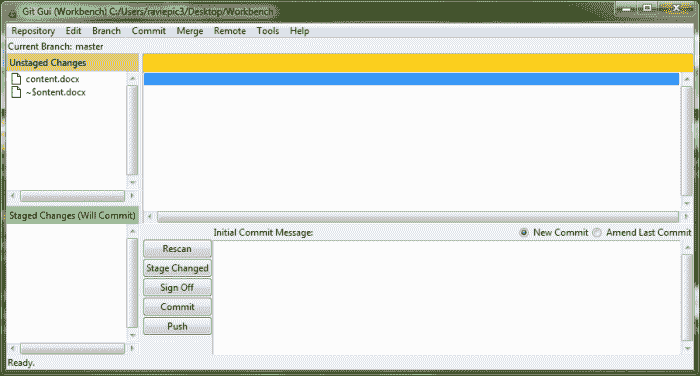 Git Gui (Workbench) C:/Users/raviepic3/Desktop/Workbench
Repository Edit Branch Commit Merge Remote Tools Help
Current Branch: master
Unstaged Changes
content.docx
~$ontent.docx
Staged Changes (Will Commit)
Initial Commit Message:
New Commit
Amend Last Commit
Rescan
Stage Changed
Sign Off
Commit
Push
Ready.